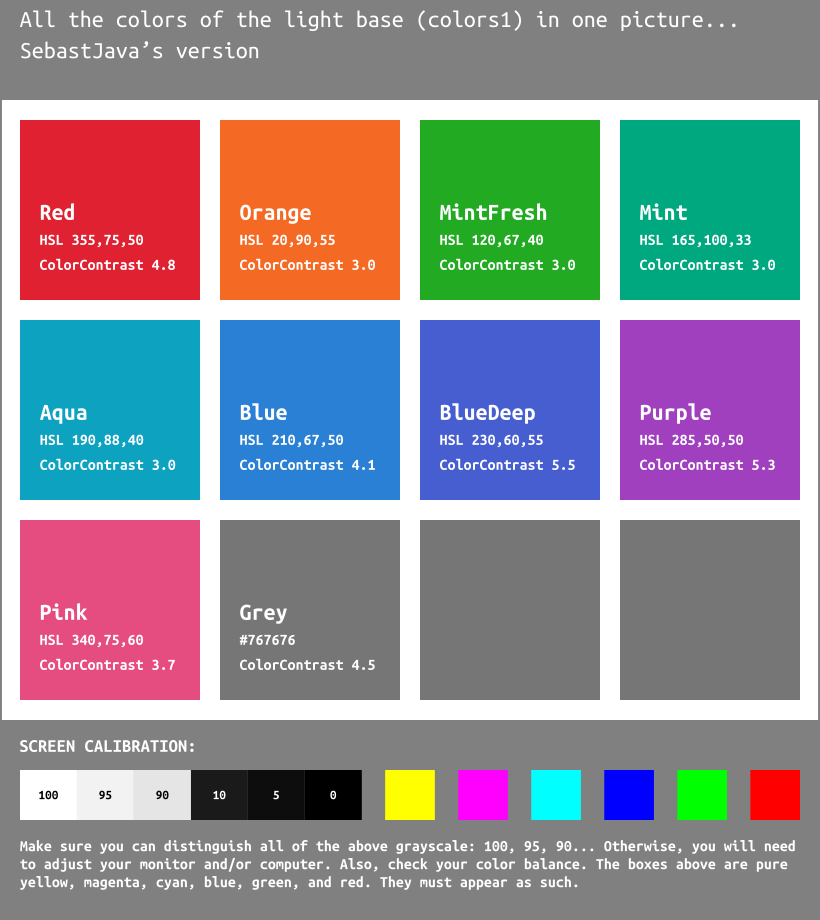 All the colors of the light base (colors1) in one picture...
SebastJava’s version
Red
HSL 355,75,50
ColorContrast 4.8
Orange
HSL 20,90,55
ColorContrast 3.0
MintFresh
HSL 120,67,40
ColorContrast 3.0
Mint
HSL 165,100,33
ColorContrast 3.0
Aqua
HSL 190,88,40
ColorContrast 3.0
Blue
HSL 210,67,50
ColorContrast 4.1
BlueDeep
HSL 230,60,55
ColorContrast 5.5
Purple
HSL 285,50,50
ColorContrast 5.3
Pink
HSL 340,75,60
ColorContrast 3.7
Grey
#767676
ColorContrast 4.5
SCREEN CALIBRATION:
100 95 90 10 5 0
Make sure you can distinguish all of the above grayscale: 100, 95, 90... Otherwise, you will need
to adjust your monitor and/or computer. Also, check your color balance. The boxes above are pure
yellow, magenta, cyan, blue, green, and red. They must appear as such.